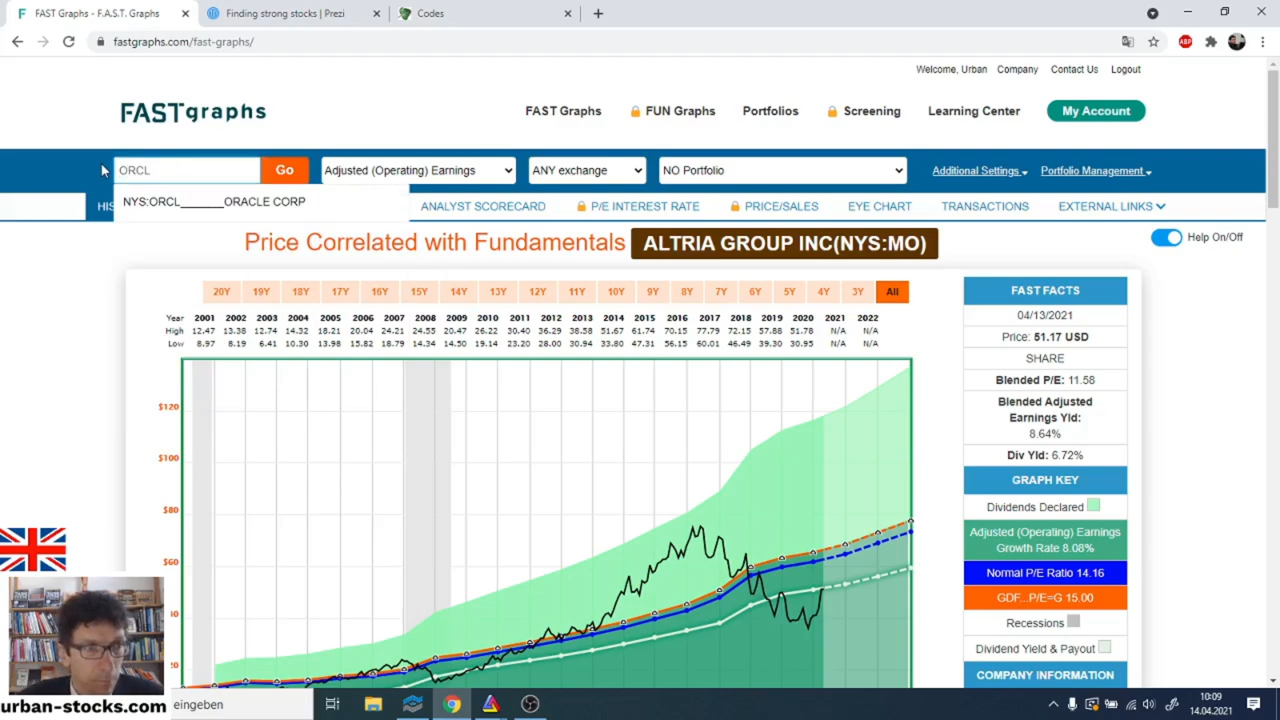 FAST Graphs - F.A.S.T. Graphs
Finding strong stocks | Prezi
Codes
fastgraphs.com/fast-graphs/
ABP
Welcome, Urban Company Contact Us Logout
FASTgraphs
FAST Graphs FUN Graphs Portfolios Screening Learning Center My Account
ORCL Go Adjusted (Operating) Earnings ANY exchange NO Portfolio Additional Settings Portfolio Management
NYS:ORCL______ORACLE CORP
HIS ANALYST SCORECARD P/E INTEREST RATE PRICE/SALES EYE CHART TRANSACTIONS EXTERNAL LINKS
Price Correlated with Fundamentals ALTRIA GROUP INC(NYS:MO)
Help On/Off
20Y 19Y 18Y 17Y 16Y 15Y 14Y 13Y 12Y 11Y 10Y 9Y 8Y 7Y 6Y 5Y 4Y 3Y All
Year 2001 2002 2003 2004 2005 2006 2007 2008 2009 2010 2011 2012 2013 2014 2015 2016 2017 2018 2019 2020 2021 2022
High 12.47 13.38 12.74 14.32 18.21 20.04 24.21 24.55 20.47 26.22 30.40 36.29 38.58 51.67 61.74 70.15 77.79 72.15 57.88 51.78 N/A N/A
Low 8.97 8.19 6.41 10.30 13.98 15.82 18.79 14.34 14.50 19.14 23.20 28.00 30.94 33.80 47.31 56.15 60.01 46.49 39.30 30.95 N/A N/A
$120
$100
$80
$60
40
20
FAST FACTS
04/13/2021
Price: 51.17 USD
SHARE
Blended P/E: 11.58
Blended Adjusted
Earnings Yld:
8.64%
Div Yld: 6.72%
GRAPH KEY
Dividends Declared
Adjusted (Operating) Earnings
Growth Rate 8.08%
Normal P/E Ratio 14.16
GDF...P/E=G 15.00
Recessions
Dividend Yield & Payout
COMPANY INFORMATION
urban-stocks.com
eingeben
10:09
14.04.2021